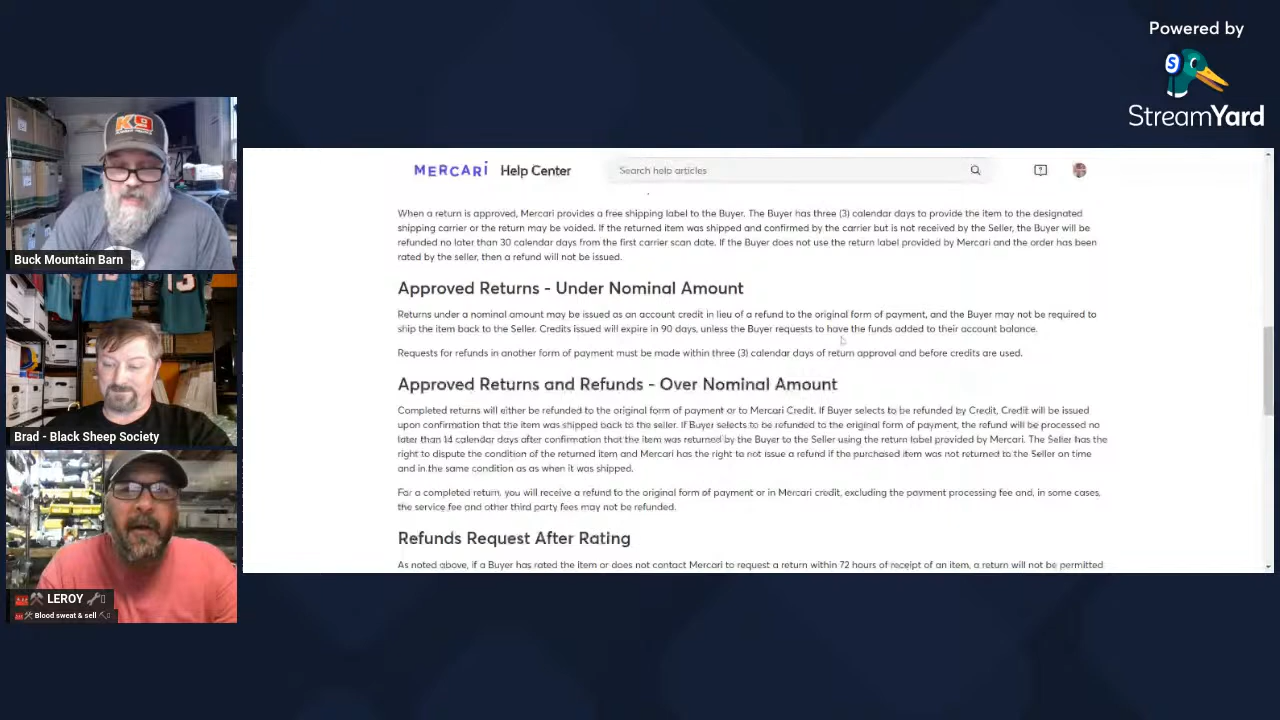 Powered by
S
StreamYard
K9
Buck Mountain Barn
13
Brad - Black Sheep Society
LEROY
Blood sweat & sell
MERCARI Help Center
Search help articles
When a return is approved, Mercari provides a free shipping label to the Buyer. The Buyer has three (3) calendar days to provide the item to the designated
shipping carrier or the return may be voided. If the returned item was shipped and confirmed by the carrier but is not received by the Seller, the Buyer will be
refunded no later than 30 calendar days from the first carrier scan date. If the Buyer does not use the return label provided by Mercari and the order has been
rated by the seller, then a refund will not be issued.
Approved Returns - Under Nominal Amount
Returns under a nominal amount may be issued as an account credit in lieu of a refund to the original form of payment, and the Buyer may not be required to
ship the item back to the Seller. Credits issued will expire in 90 days, unless the Buyer requests to have the funds added to their account balance.
Requests for refunds in another form of payment must be made within three (3) calendar days of return approval and before credits are used.
Approved Returns and Refunds - Over Nominal Amount
Completed returns will either be refunded to the original form of payment or to Mercari Credit. If Buyer selects to be refunded by Credit, Credit will be issued
upon confirmation that the item was shipped back to the seller. If Buyer selects to be refunded to the original form of payment, the refund will be processed no
later than 14 calendar days after confirmation that the item was returned by the Buyer to the Seller using the return label provided by Mercari. The Seller has the
right to dispute the condition of the returned item and Mercari has the right to not issue a refund if the purchased item was not returned to the Seller on time
and in the same condition as as when it was shipped.
For a completed return, you will receive a refund to the original form of payment or in Mercari credit, excluding the payment processing fee and, in some cases,
the service fee and other third party fees may not be refunded.
Refunds Request After Rating
As noted above, if a Buyer has rated the item or does not contact Mercari to request a return within 72 hours of receipt of an item, a return will not be permitted